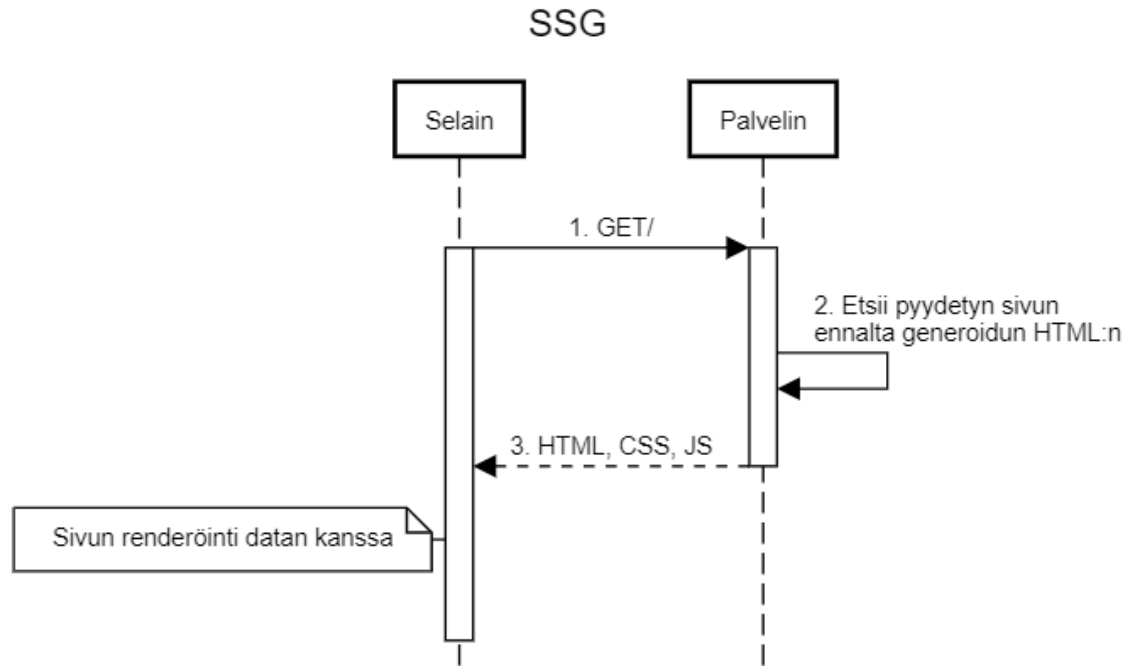 SSG
Selain
Palvelin
1. GET/
2. Etsii pyydetyn sivun
ennalta generoidun HTML:n
3. HTML, CSS, JS
Sivun renderöinti datan kanssa